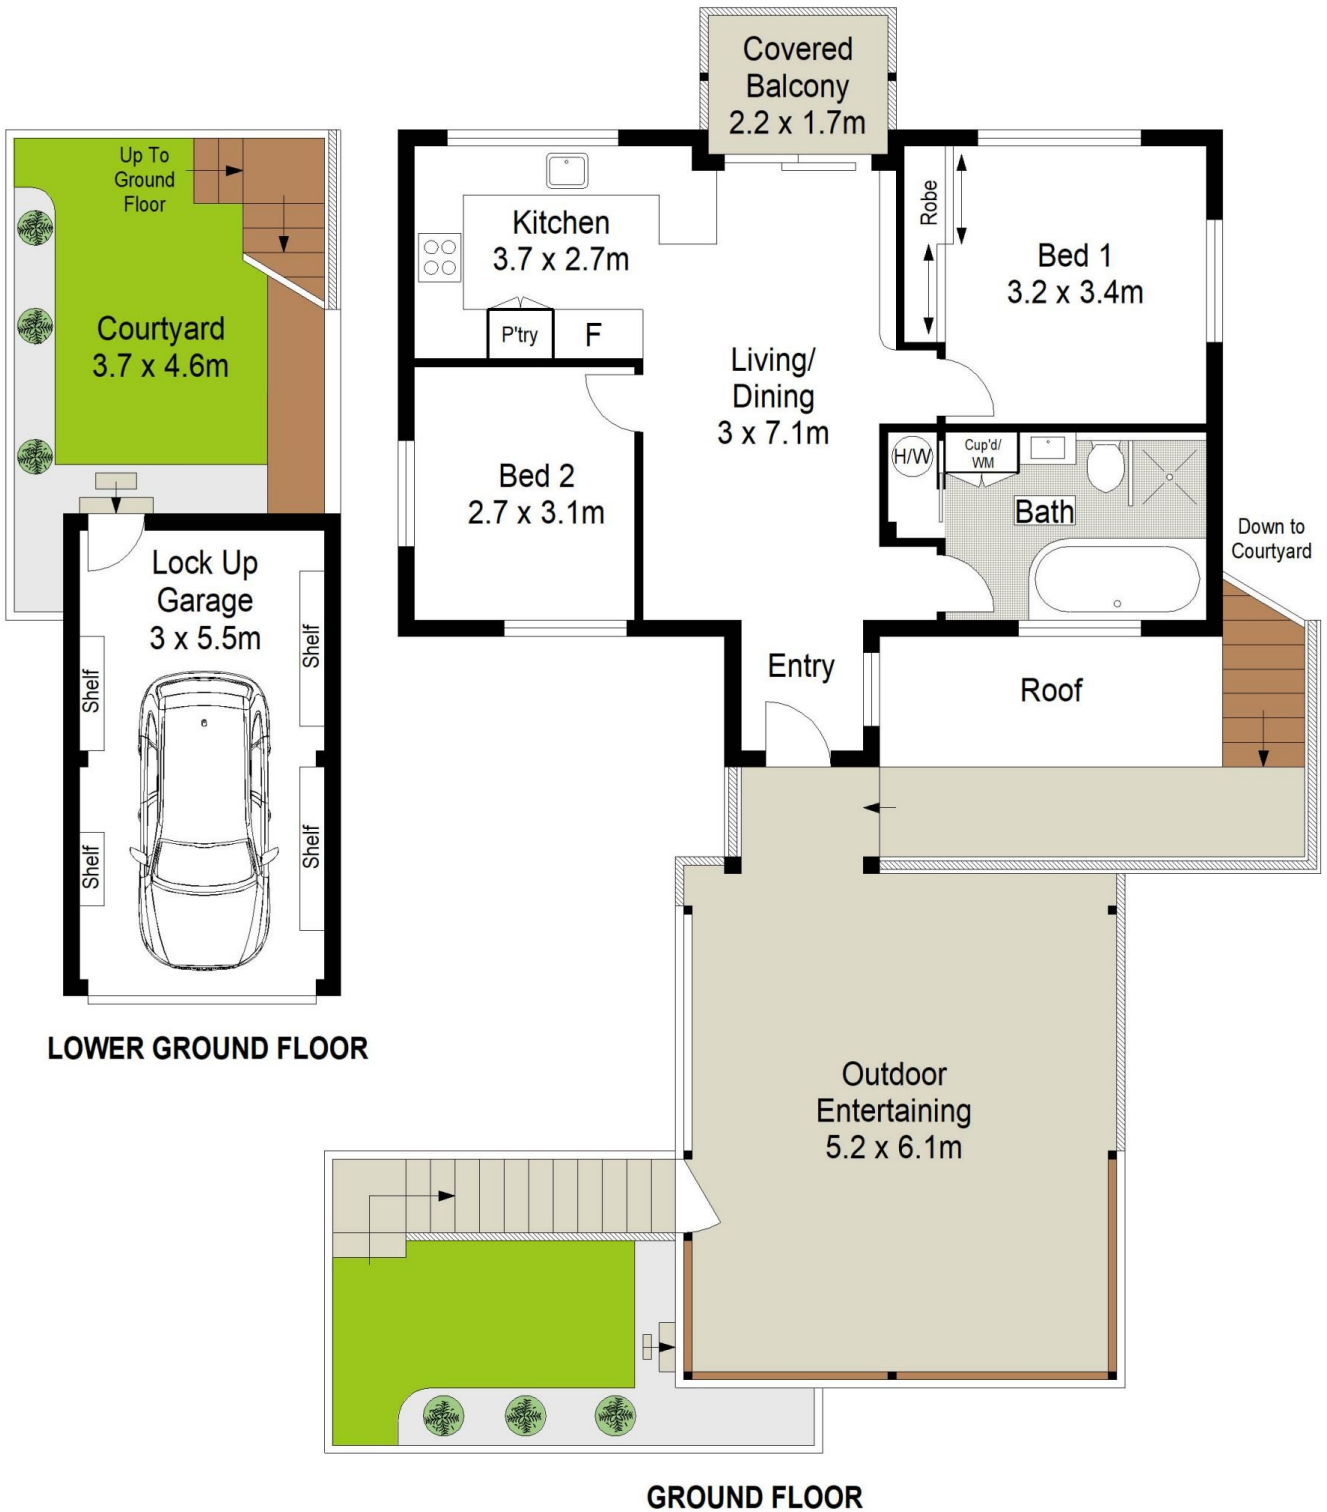 Covered
Balcony
2.2 x 1.7m
Up To
Ground
Floor
Courtyard
3.7 x 4.6m
Kitchen
3.7 x 2.7m
P'try
F
Robe
Bed 1
3.2 x 3.4m
Living/
Dining
3 x 7.1m
Bed 2
2.7 x 3.1m
H/W
Cup'd/
WM
Bath
Down to
Courtyard
Lock Up
Garage
3 x 5.5m
Shelf
Shelf
Shelf
Shelf
Entry
Roof
LOWER GROUND FLOOR
Outdoor
Entertaining
5.2 x 6.1m
GROUND FLOOR